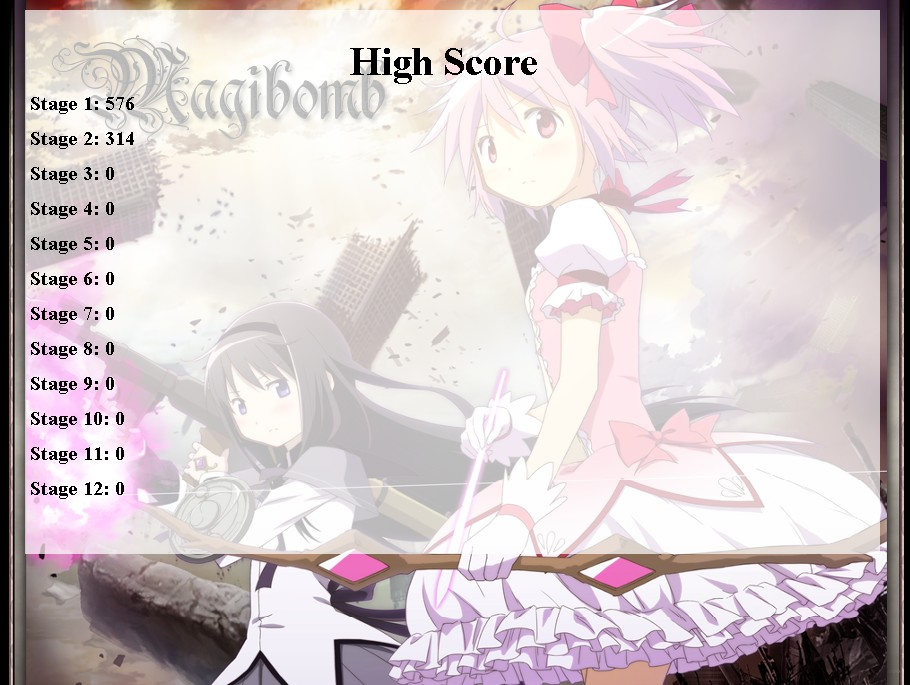 High Score
Magibomb
Stage 1: 576
Stage 2: 314
Stage 3: 0
Stage 4: 0
Stage 5: 0
Stage 6: 0
Stage 7: 0
Stage 8: 0
Stage 9: 0
Stage 10: 0
Stage 11: 0
Stage 12: 0